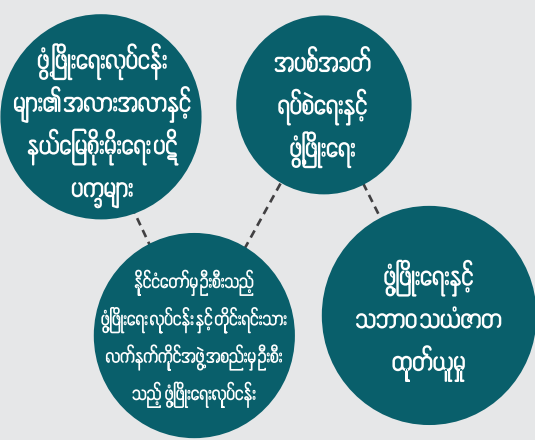 ဖွံ့ဖြိုးရေးလုပ်ငန်း
များ၏အလားအလာနှင့်
နယ်မြေစိုးမိုးရေး ပဋိ
ပက္ခများ
အပစ်အခတ်
ရပ်စဲရေးနှင့်
ဖွံ့ဖြိုးရေး
နိုင်ငံတော်မှဦးစီးသည့်
ဖွံ့ဖြိုးရေးလုပ်ငန်းနှင့် တိုင်းရင်းသား
လက်နက်ကိုင်အဖွဲ့အစည်းမှဦးစီး
သည့် ဖွံ့ဖြိုးရေးလုပ်ငန်း
ဖွံ့ဖြိုးရေးနှင့်
သဘာဝ သယံဇာတ
ထုတ်ယူမှု